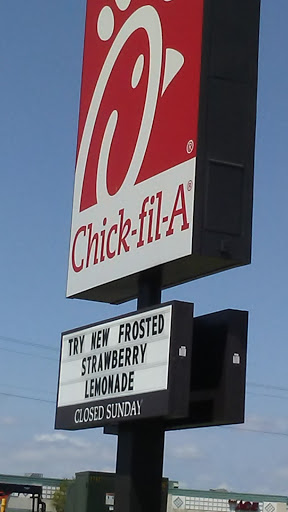 Chick-fil-A®
TRY NEW FROSTED
STRAWBERRY
LEMONADE
CLOSED SUNDAY